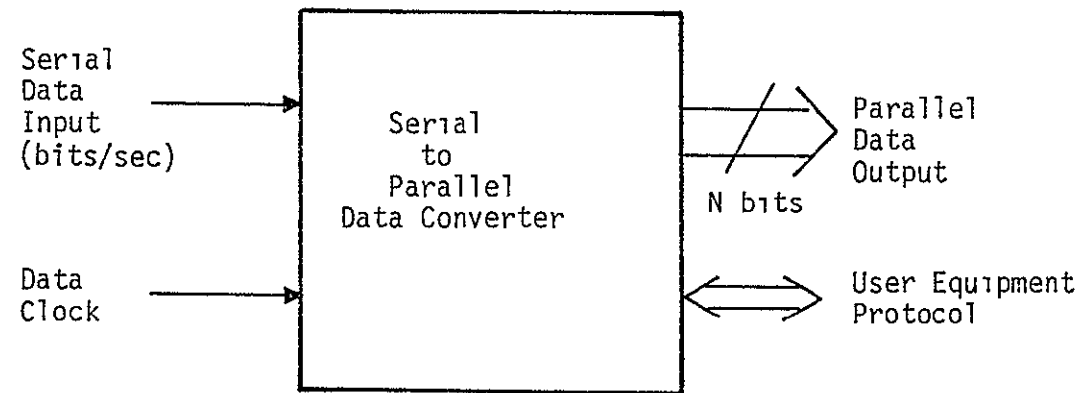 Serial
Data
Input
(bits/sec)
Data
Clock
Serial
to
Parallel
Data Converter
N bits
Parallel
Data
Output
User Equipment
Protocol